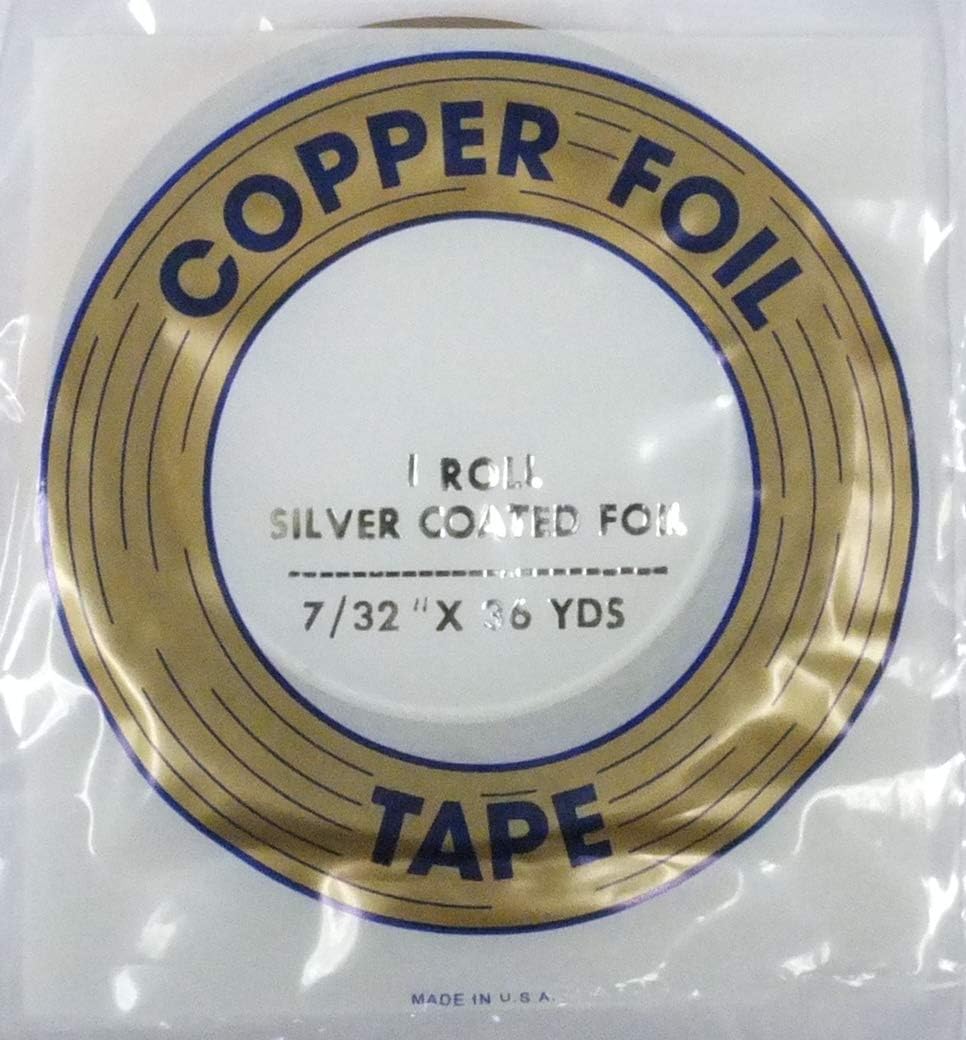 COPPER FOIL
1 ROLL
SILVER COATED FOIL
7/32 "X 36 YDS
TAPE
MADE IN U.S.A.